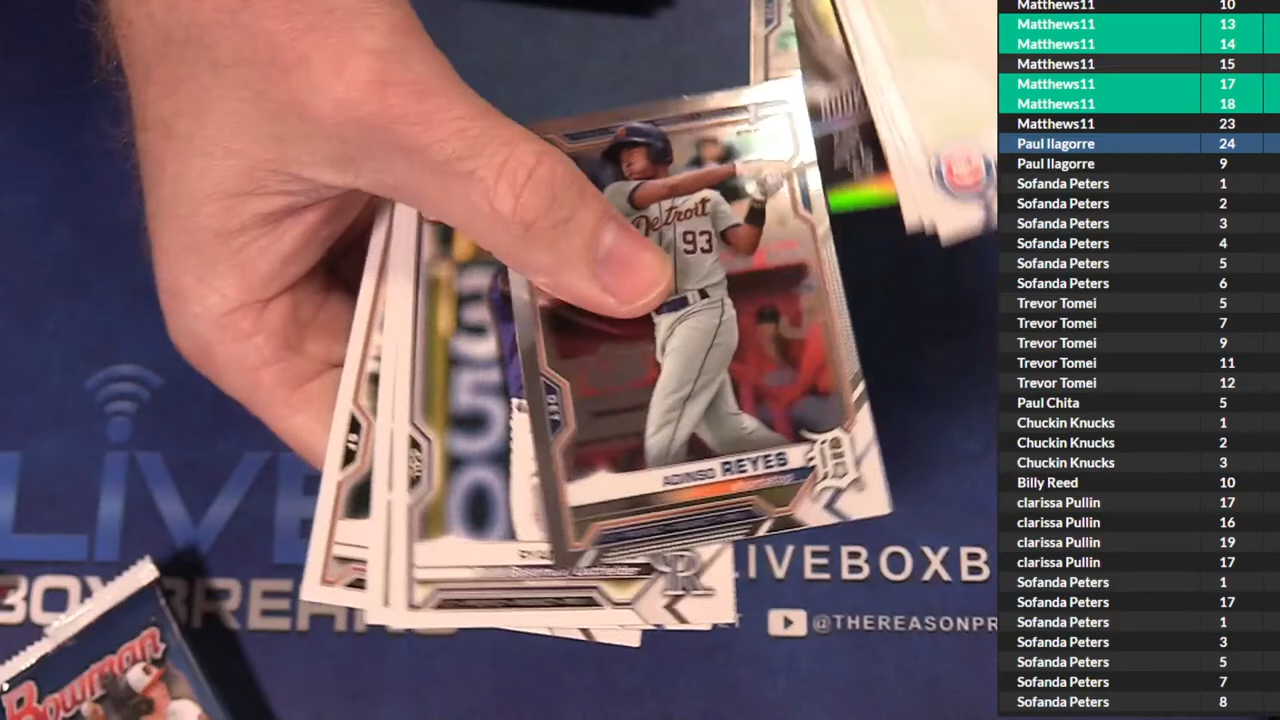 Matthews11 10
Matthews11 13
Matthews11 14
Matthews11 15
Matthews11 17
Matthews11 18
Matthews11 23
Paul Ilagorre 24
Paul Ilagorre 9
Sofanda Peters 1
Sofanda Peters 2
Sofanda Peters 3
Sofanda Peters 4
Sofanda Peters 5
Sofanda Peters 6
Trevor Tomei 5
Trevor Tomei 7
Trevor Tomei 9
Trevor Tomei 11
Trevor Tomei 12
Paul Chita 5
Chuckin Knucks 1
Chuckin Knucks 2
Chuckin Knucks 3
Billy Reed 10
clarissa Pullin 17
clarissa Pullin 16
clarissa Pullin 19
clarissa Pullin 17
Sofanda Peters 1
Sofanda Peters 17
Sofanda Peters 1
Sofanda Peters 3
Sofanda Peters 5
Sofanda Peters 7
Sofanda Peters 8
Detroit
93
DET
ADINSO REYES
350
LIVE
BOX BREAKS
LIVEBOXB
@THEREASONPR
Bowman